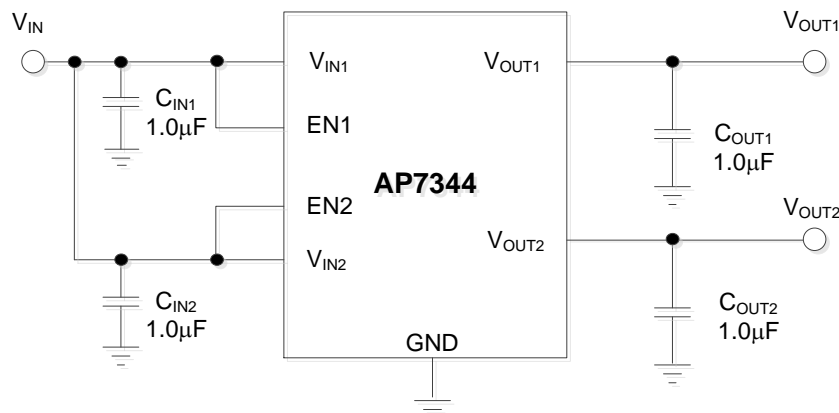 VIN
VOUT1
VIN1
VOUT1
CIN1
1.0μF
EN1
COUT1
1.0μF
AP7344
EN2
VOUT2
VOUT2
VIN2
CIN2
1.0μF
COUT2
1.0μF
GND